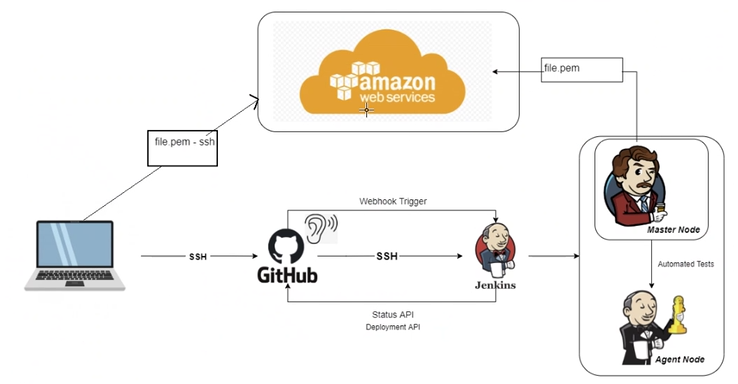 amazon
web services
file.pem
file.pem - ssh
Webhook Trigger
SSH
GitHub
SSH
Jenkins
Master Node
Automated Tests
Status API
Deployment API
Agent Node